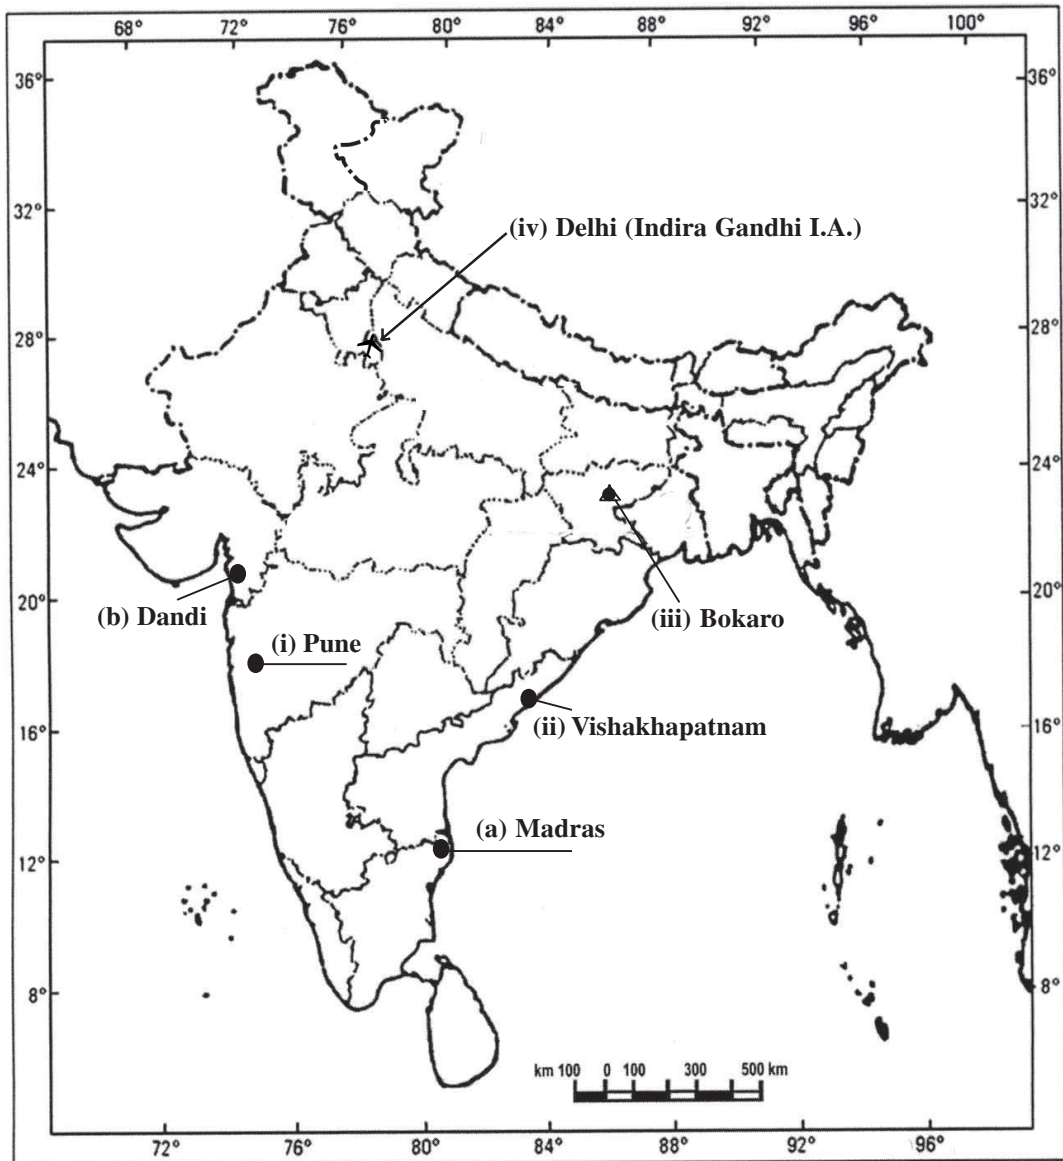 68° 72° 76° 80° 84° 88° 92° 96° 100°
36° 36°
32° 32°
(iv) Delhi (Indira Gandhi I.A.)
28° 28°
24° 24°
20° 20°
(b) Dandi
(iii) Bokaro
(i) Pune
16° 16°
(ii) Vishakhapatnam
(a) Madras
12° 12°
8° 8°
km 100 0 100 300 500 km
72° 76° 80° 84° 88° 92° 96°